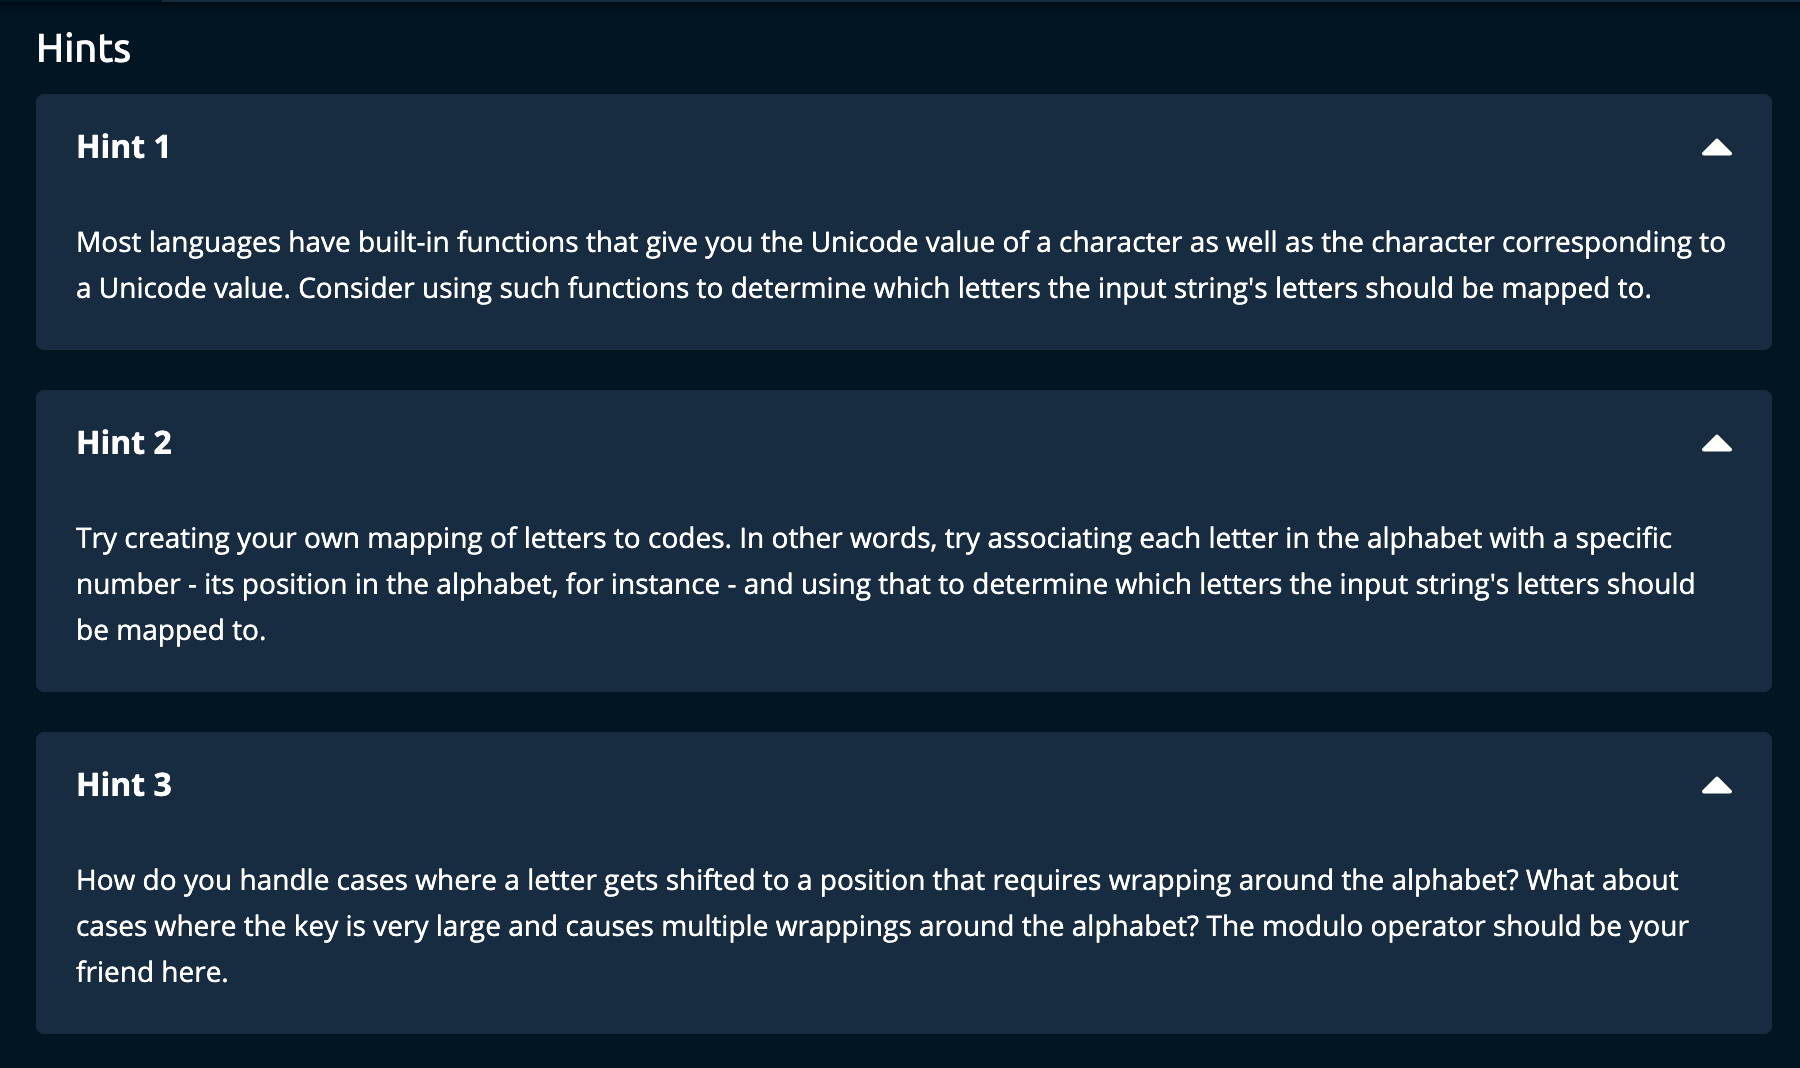 Hints
Hint 1
Most languages have built-in functions that give you the Unicode value of a character as well as the character corresponding to
a Unicode value. Consider using such functions to determine which letters the input string's letters should be mapped to.
Hint 2
Try creating your own mapping of letters to codes. In other words, try associating each letter in the alphabet with a specific
number - its position in the alphabet, for instance - and using that to determine which letters the input string's letters should
be mapped to.
Hint 3
How do you handle cases where a letter gets shifted to a position that requires wrapping around the alphabet? What about
cases where the key is very large and causes multiple wrappings around the alphabet? The modulo operator should be your
friend here.